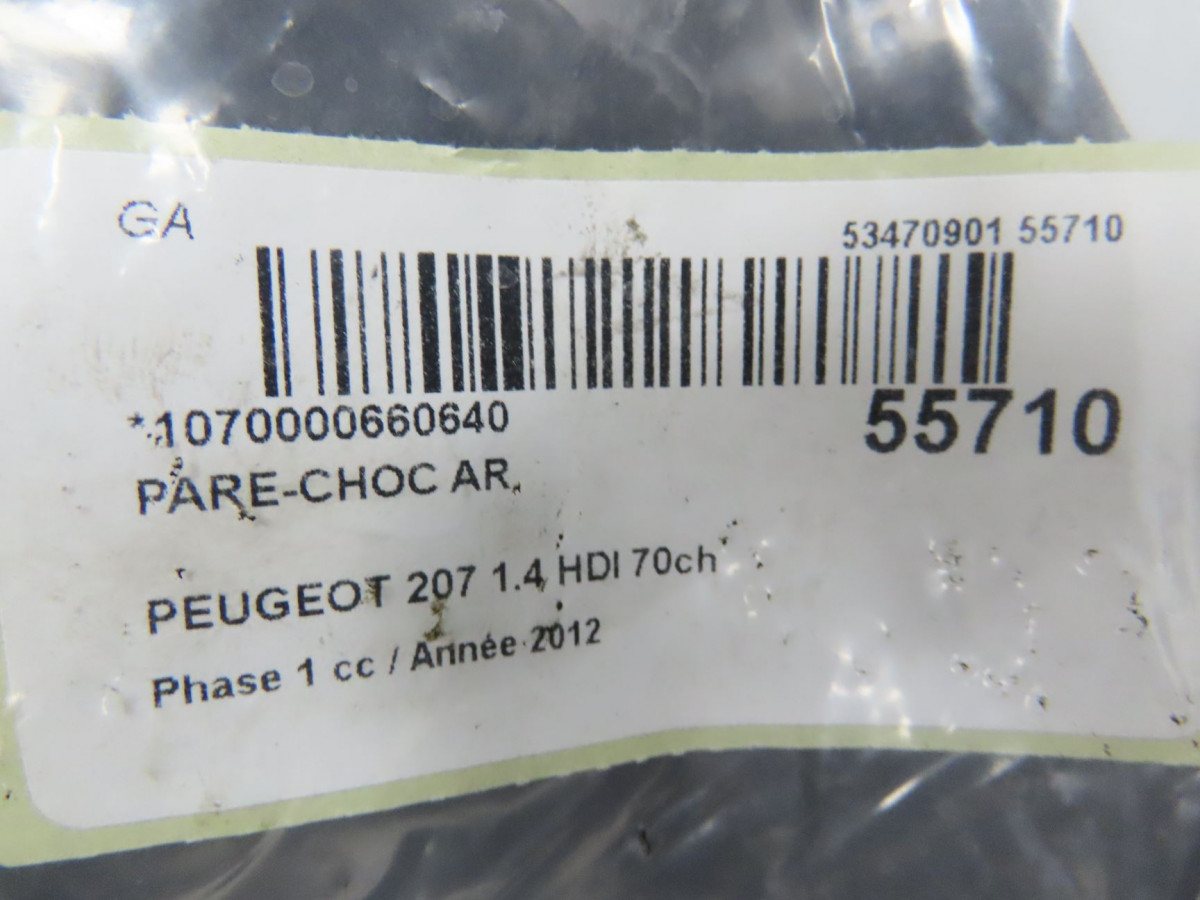 GA
53470901 55710
*1070000660640
55710
PARE-CHOC AR.
PEUGEOT 207 1.4 HDI 70ch
Phase 1 cc / Année 2012